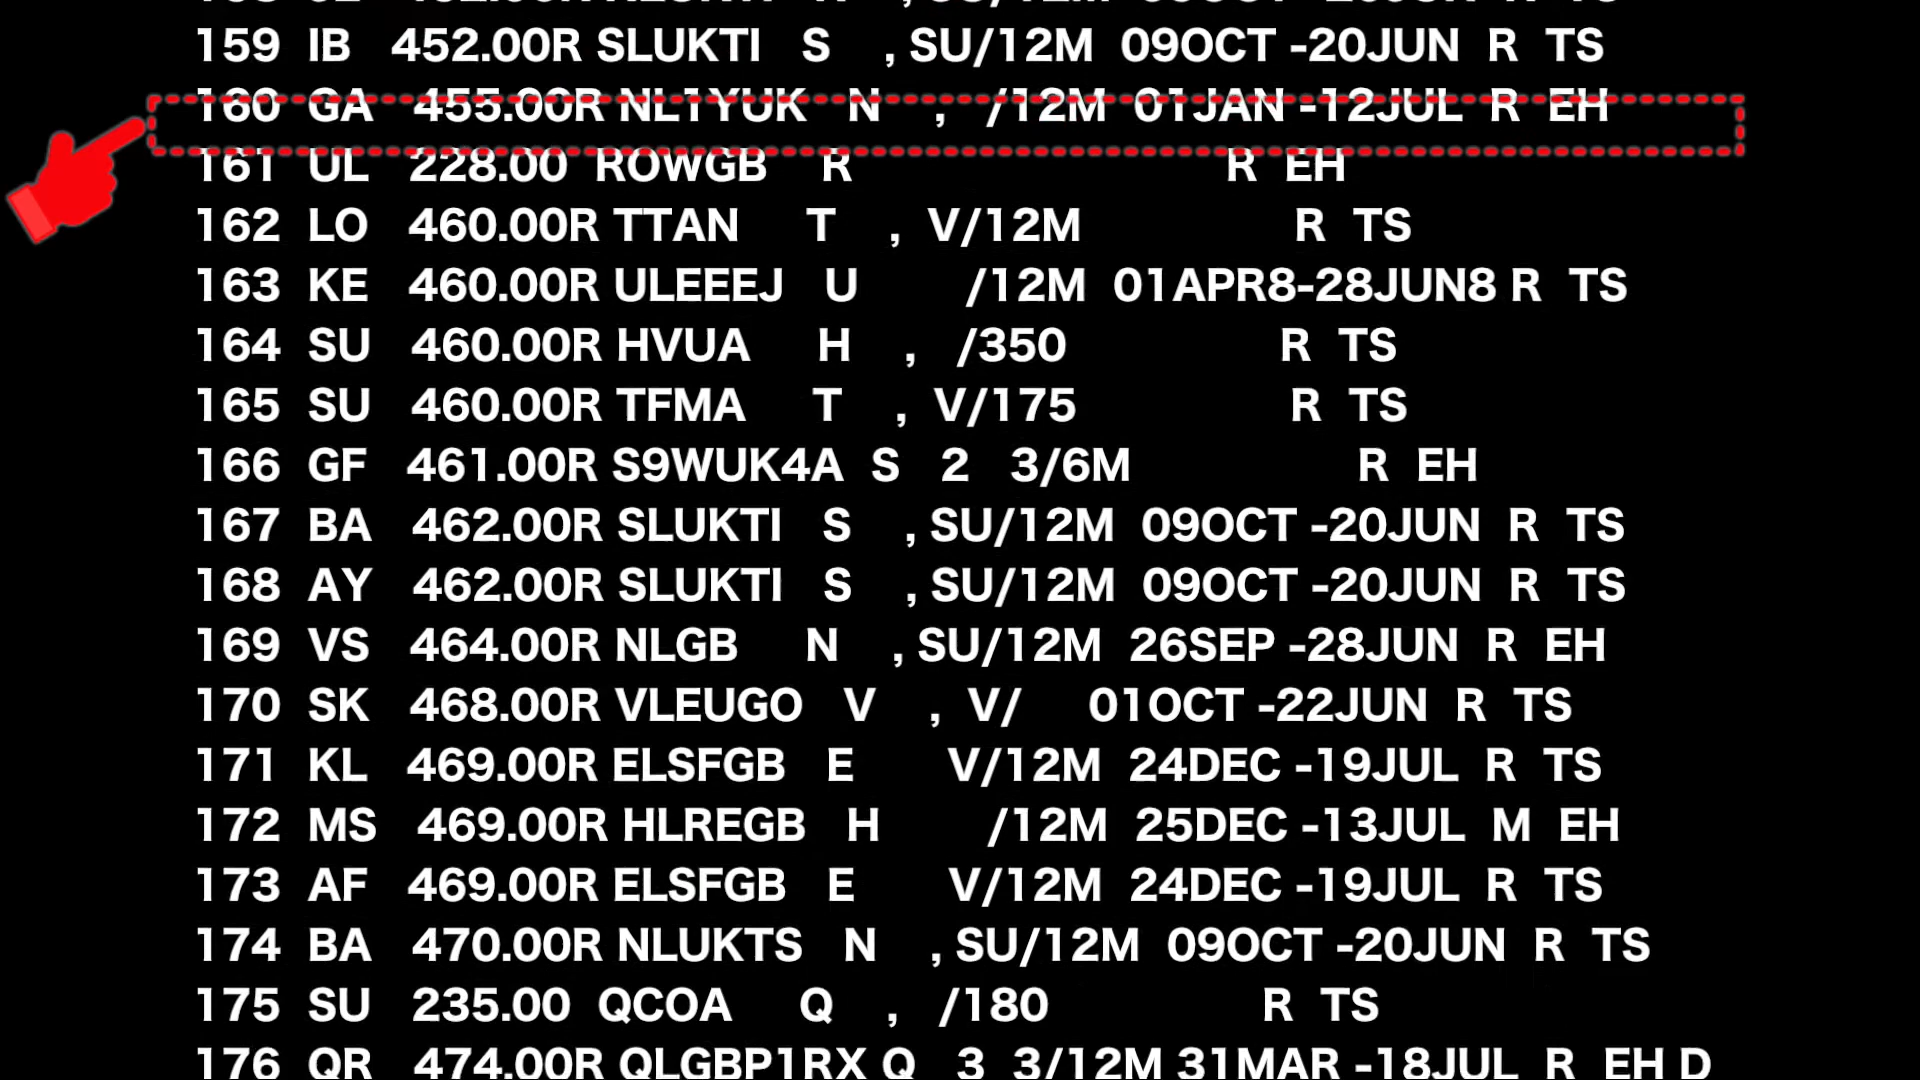 159 IB 452.00R SLUKTI S , SU/12M 09OCT -20JUN R TS
160 GA 455.00R NL1YUK N , /12M 01JAN -12JUL R EH
161 UL 228.00 ROWGB R R EH
162 LO 460.00R TTAN T , V/12M R TS
163 KE 460.00R ULEEEJ U /12M 01APR8-28JUN8 R TS
164 SU 460.00R HVUA H , /350 R TS
165 SU 460.00R TFMA T , V/175 R TS
166 GF 461.00R S9WUK4A S 2 3/6M R EH
167 BA 462.00R SLUKTI S , SU/12M 09OCT -20JUN R TS
168 AY 462.00R SLUKTI S , SU/12M 09OCT -20JUN R TS
169 VS 464.00R NLGB N , SU/12M 26SEP -28JUN R EH
170 SK 468.00R VLEUGO V , V/ 01OCT -22JUN R TS
171 KL 469.00R ELSFGB E V/12M 24DEC -19JUL R TS
172 MS 469.00R HLREGB H /12M 25DEC -13JUL M EH
173 AF 469.00R ELSFGB E V/12M 24DEC -19JUL R TS
174 BA 470.00R NLUKTS N , SU/12M 09OCT -20JUN R TS
175 SU 235.00 QCOA Q , /180 R TS
176 QR 474.00R QLGBP1RX Q 3 3/12M 31MAR -18JUL R EH D